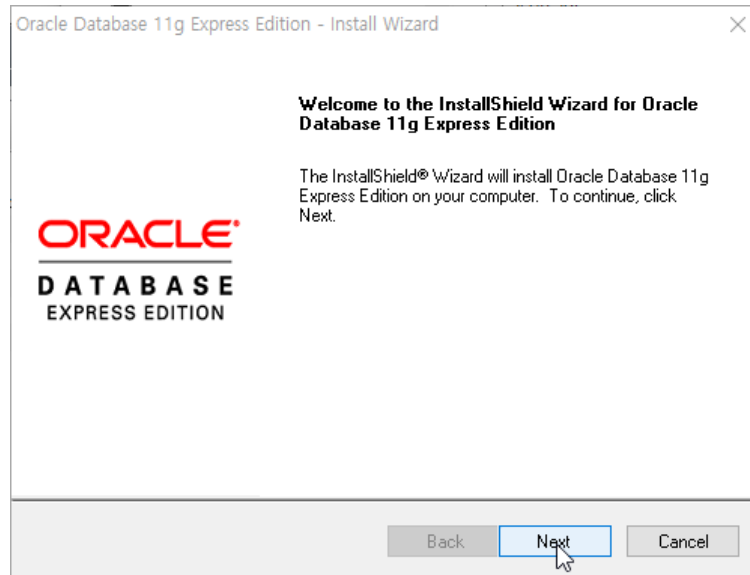 Oracle Database 11g Express Edition - Install Wizard
Welcome to the InstallShield Wizard for Oracle
Database 11g Express Edition
The InstallShield® Wizard will install Oracle Database 11g
Express Edition on your computer. To continue, click
Next.
ORACLE®
DATABASE
EXPRESS EDITION
Back
Next
Cancel